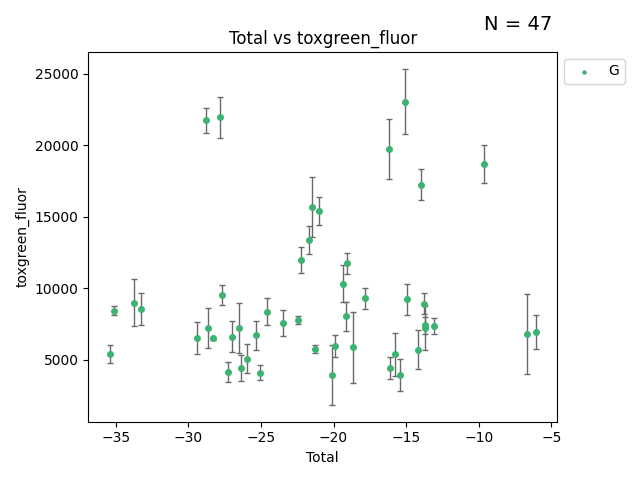 N = 47
Total vs toxgreen_fluor
G
25000
20000
15000
10000
5000
toxgreen_fluor
−35 −30 −25 −20 −15 −10 −5
Total